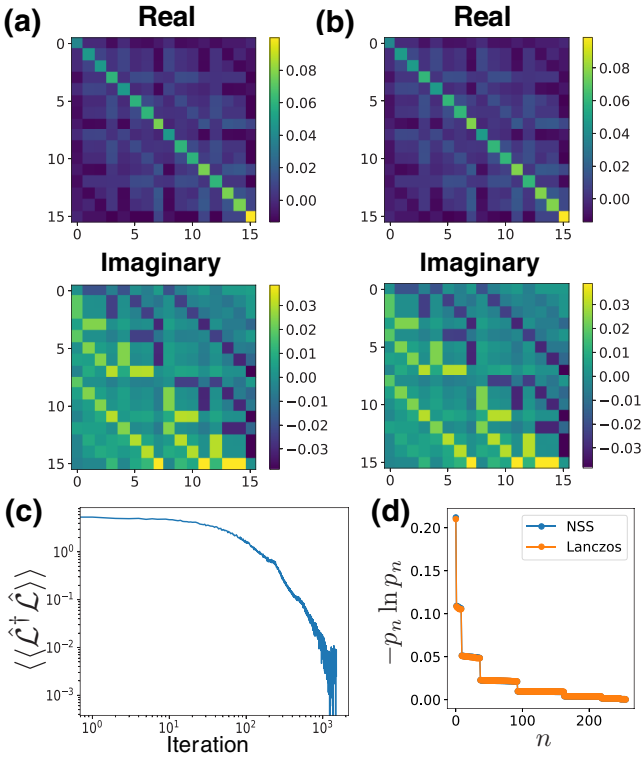 (a) Real (b) Real
0 0.08 0 0.08
5 0.06 5 0.06
0.04 0.04
10 0.02 10 0.02
0.00 0.00
15 15
0 5 10 15 0 5 10 15
Imaginary Imaginary
0 0.03 0 0.03
0.02 0.02
5 0.01 5 0.01
0.00 0.00
10 −0.01 10 −0.01
−0.02 −0.02
15 −0.03 15 −0.03
0 5 10 15 0 5 10 15
(c) (d)
⟨⟨ℒ̂†ℒ̂⟩⟩
10⁰
10⁻¹
10⁻²
10⁻³
10⁰ 10¹ 10² 10³
Iteration
−pₙ ln pₙ
0.20
0.15
0.10
0.05
0.00
NSS
Lanczos
0 100 200
n